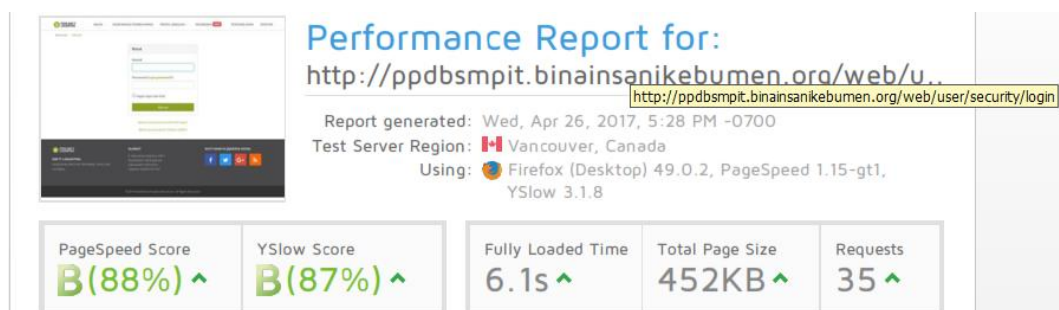 Performance Report for:
http://ppdbsmpit.binainsanikebumen.org/web/u..
http://ppdbsmpit.binainsanikebumen.org/web/user/security/login
Report generated: Wed, Apr 26, 2017, 5:28 PM -0700
Test Server Region: Vancouver, Canada
Using: Firefox (Desktop) 49.0.2, PageSpeed 1.15-gt1,
YSlow 3.1.8
PageSpeed Score
B(88%)
YSlow Score
B(87%)
Fully Loaded Time
6.1s
Total Page Size
452KB
Requests
35